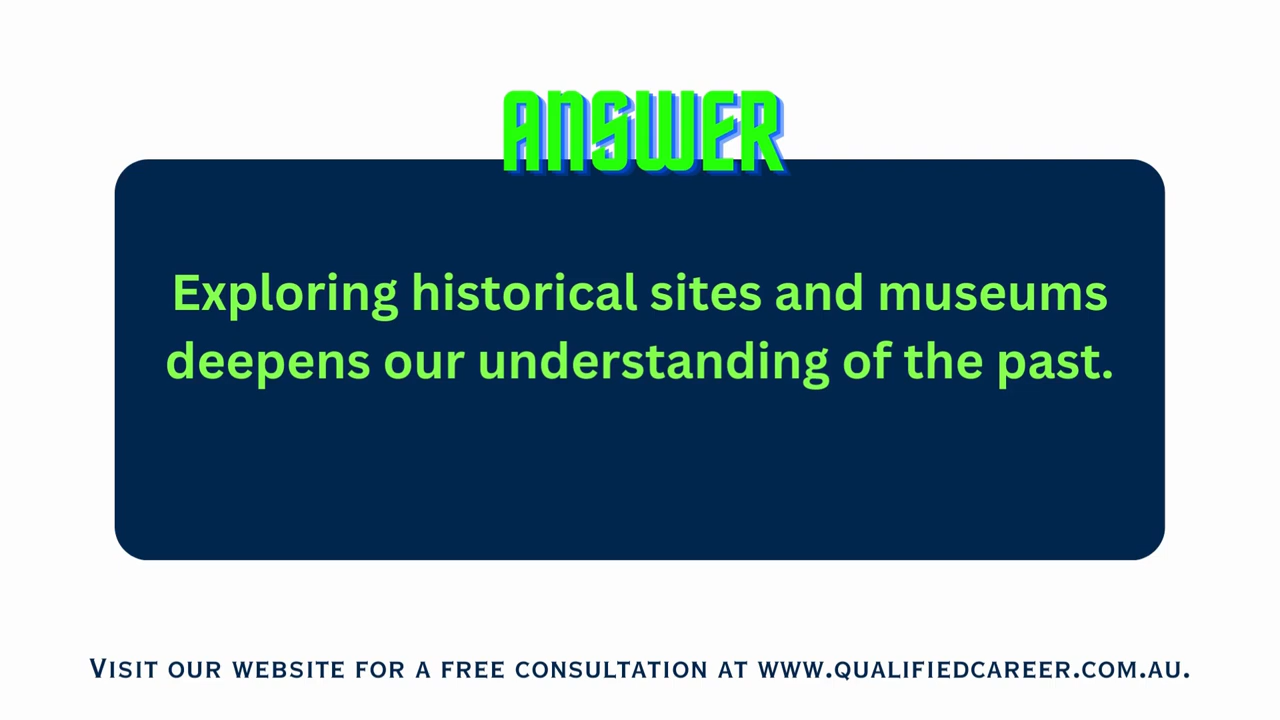 ANSWER
Exploring historical sites and museums
deepens our understanding of the past.
Visit our website for a free consultation at www.qualifiedcareer.com.au.